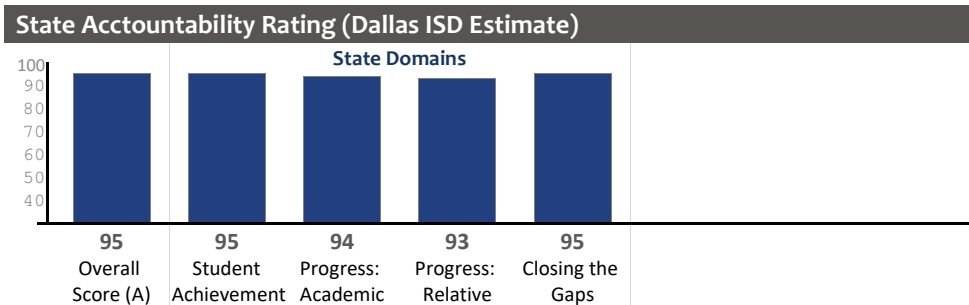 State Acctountability Rating (Dallas ISD Estimate)
State Domains
100
90
80
70
60
50
40
95 95 94 93 95
Overall Student Progress: Progress: Closing the
Score (A) Achievement Academic Relative Gaps